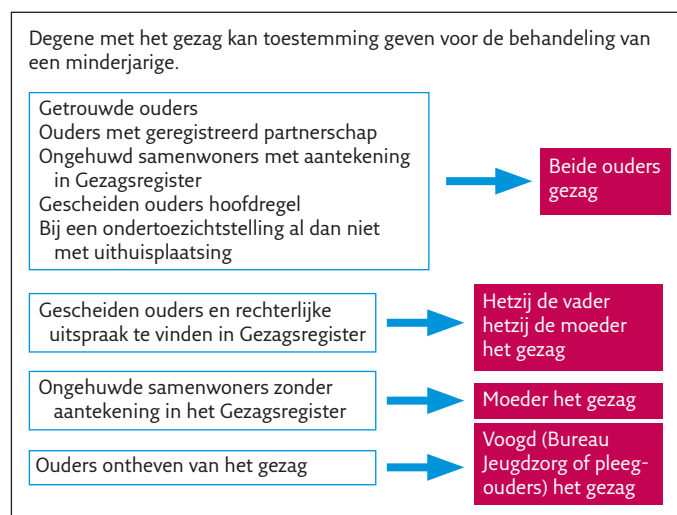 Degene met het gezag kan toestemming geven voor de behandeling van
een minderjarige.
Getrouwde ouders
Ouders met geregistreerd partnerschap
Ongehuwd samenwoners met aantekening
in Gezagsregister
Gescheiden ouders hoofdregel
Bij een ondertoezichtstelling al dan niet
met uithuisplaatsing
Beide ouders
gezag
Gescheiden ouders en rechterlijke
uitspraak te vinden in Gezagsregister
Hetzij de vader
hetzij de moeder
het gezag
Ongehuwde samenwoners zonder
aantekening in het Gezagsregister
Moeder het gezag
Ouders ontheven van het gezag
Voogd (Bureau
Jeugdzorg of pleeg-
ouders) het gezag